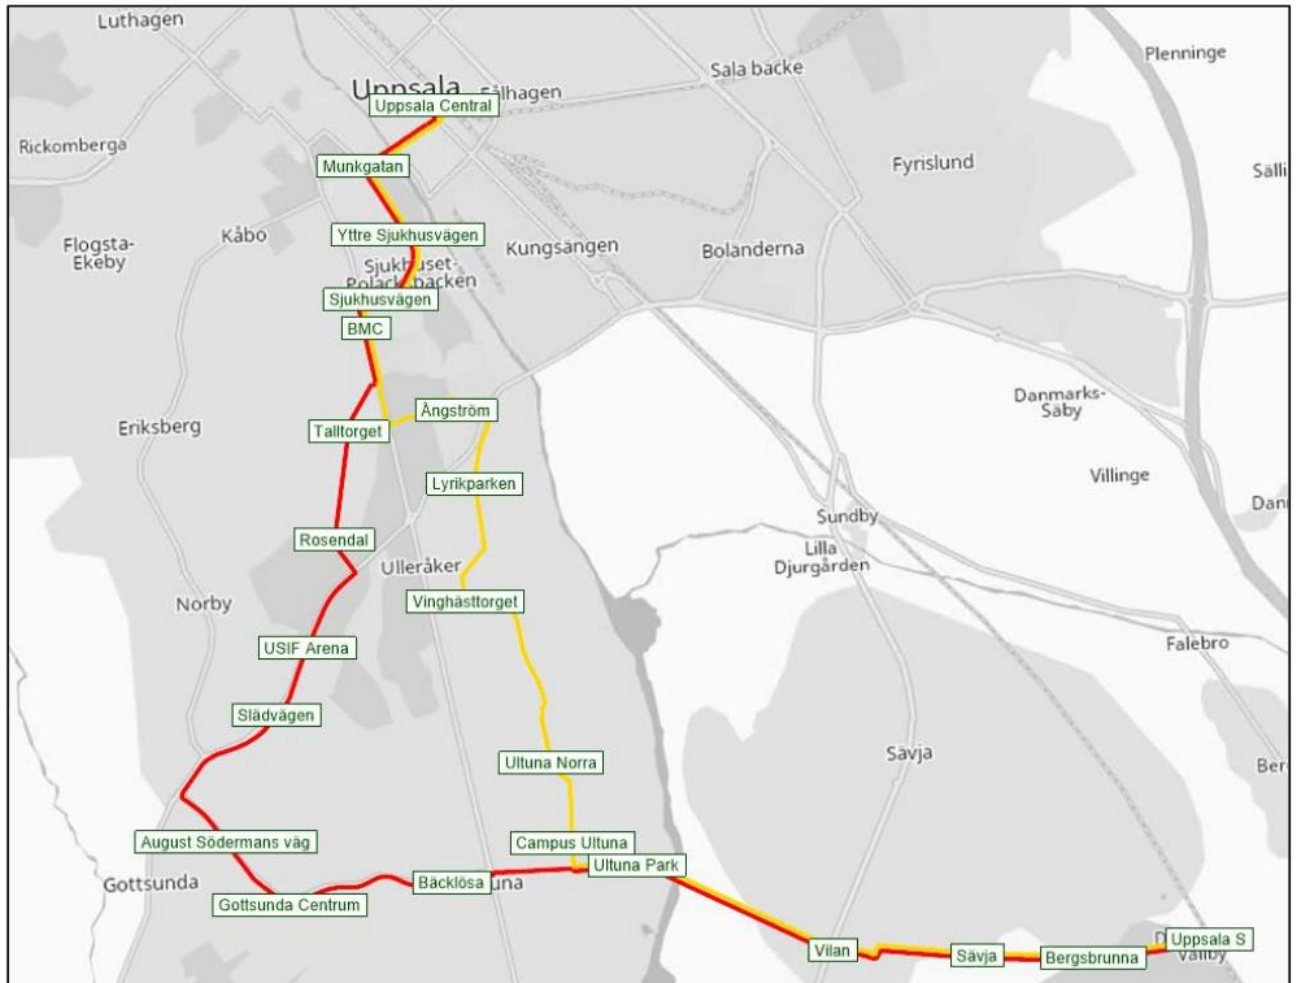 Luthagen
Plenninge
Sala backe
Uppsala
Uppsala Central
Rickomberga
Munkgatan
Fyrislund
Kåbo
Yttre Sjukhusvägen
Flogsta-
Ekeby
Kungsängen
Bolanderna
Sjukhusvägen
BMC
Danmarks-
Säby
Ångström
Eriksberg
Talltorget
Villinge
Lyrikparken
Sundby
Rosendal
Lilla
Djurgården
Ulleråker
Norby
Vinghästtorget
Falebro
USIF Arena
Slädvägen
Sävja
Ultuna Norra
August Södermans väg
Campus Ultuna
Ultuna Park
Gottsunda
Bäcklösa
una
Gottsunda Centrum
Vilan
Sävja
Bergsbrunna
Uppsala S